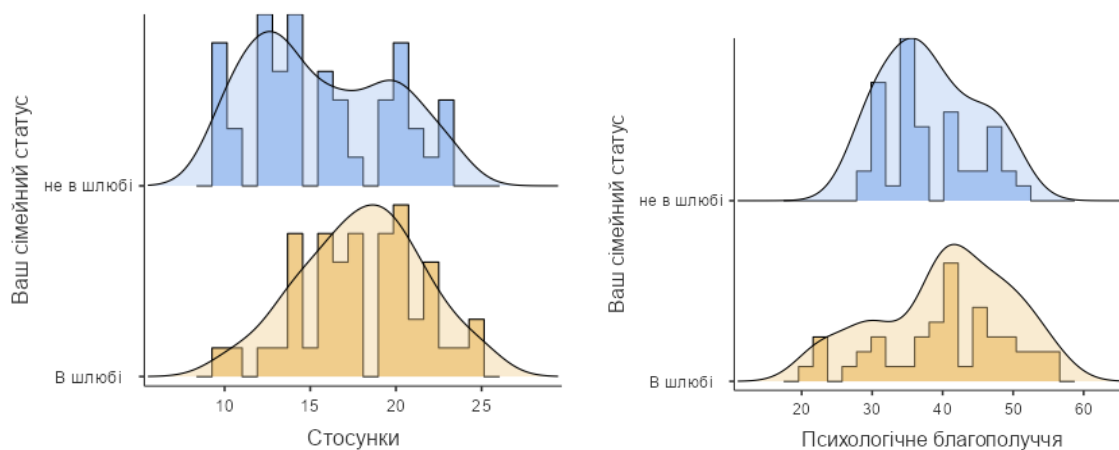 Ваш сімейний статус
не в шлюбі
В шлюбі
10 15 20 25
Стосунки
Ваш сімейний статус
не в шлюбі
В шлюбі
20 30 40 50 60
Психологічне благополуччя